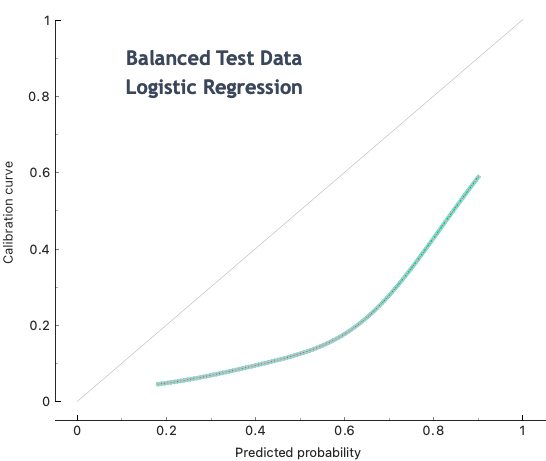 Balanced Test Data
Logistic Regression
1
0.8
0.6
0.4
0.2
0
Calibration curve
0 0.2 0.4 0.6 0.8 1
Predicted probability